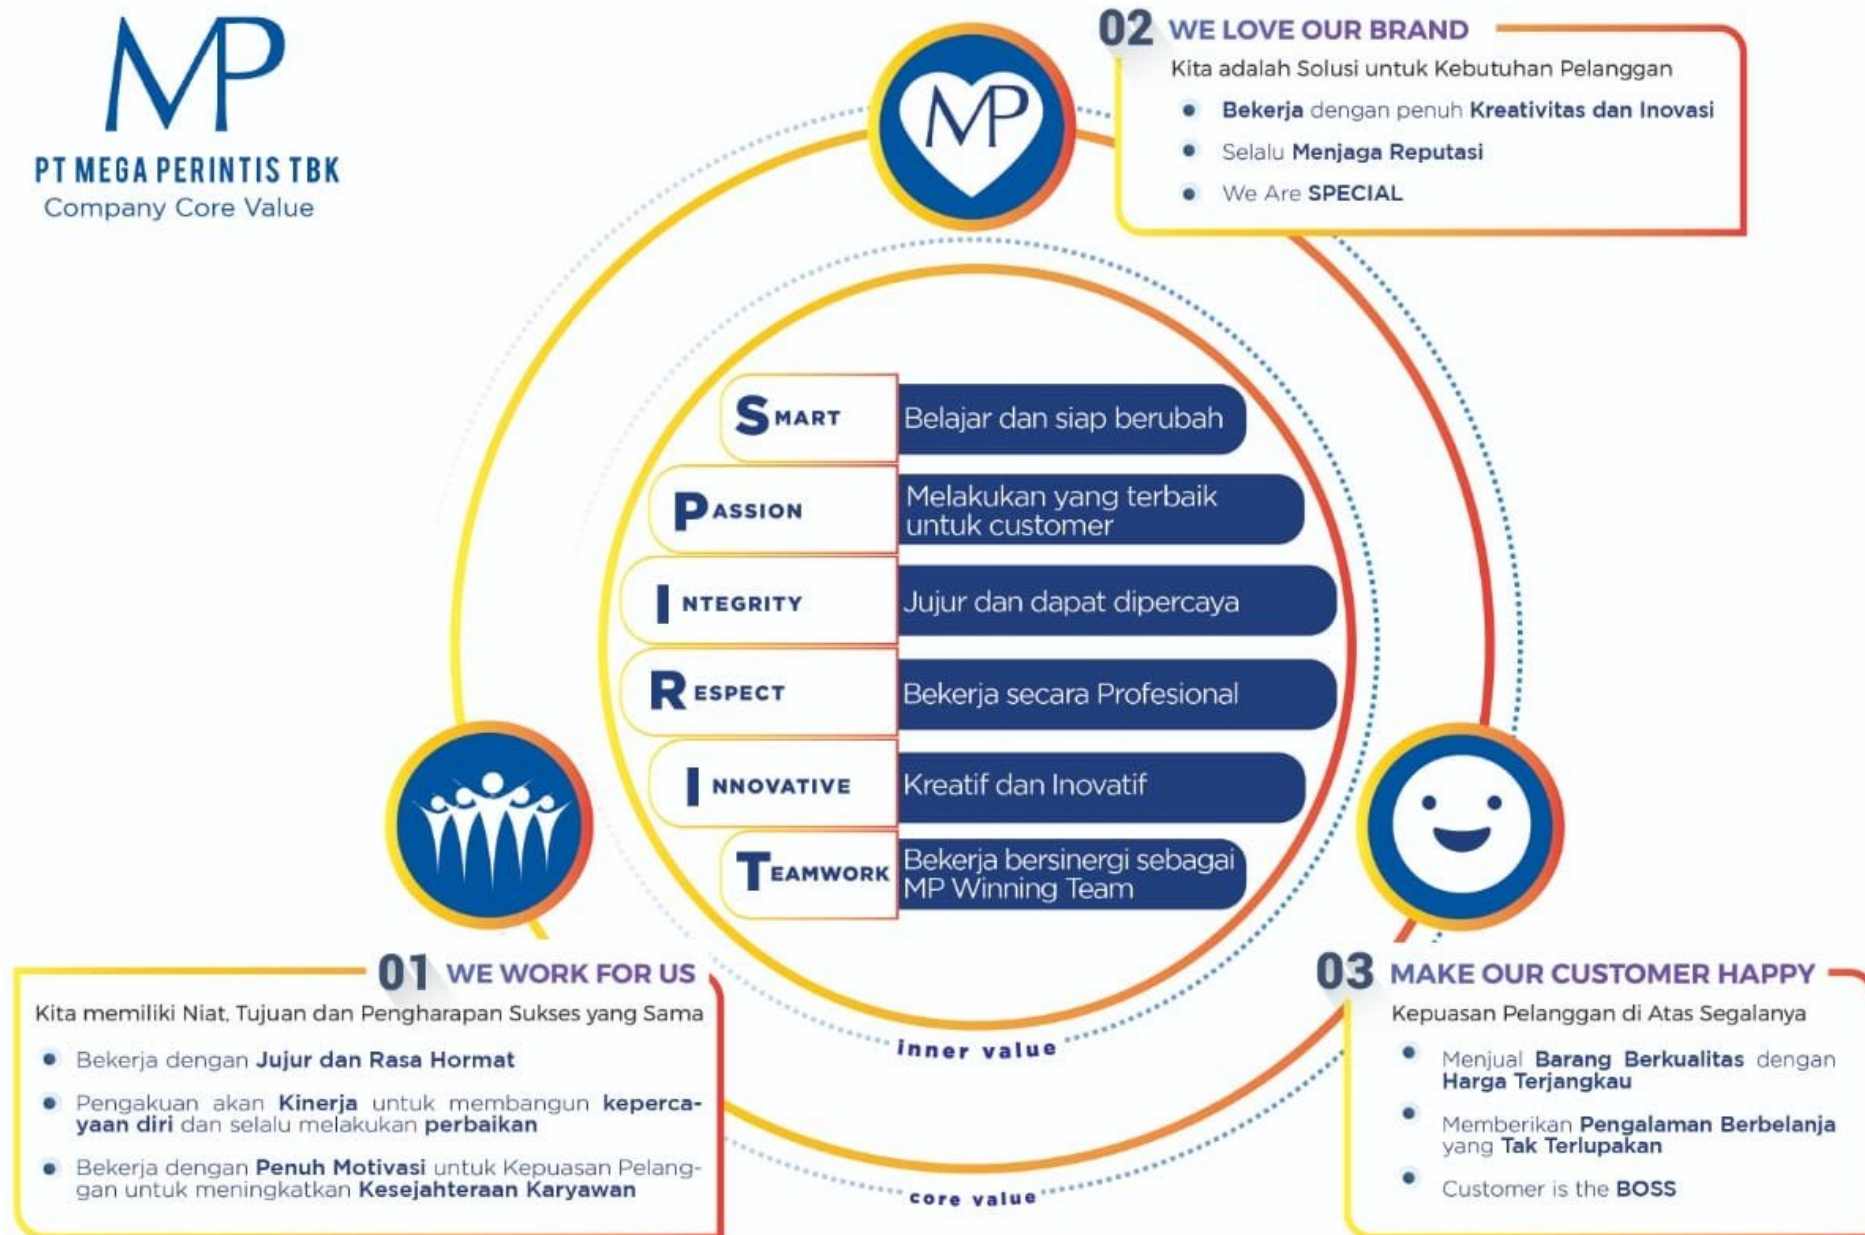 MP
PT MEGA PERINTIS TBK
Company Core Value
MP
02 WE LOVE OUR BRAND
Kita adalah Solusi untuk Kebutuhan Pelanggan
Bekerja dengan penuh Kreativitas dan Inovasi
Selalu Menjaga Reputasi
We Are SPECIAL
SMART Belajar dan siap berubah
PASSION Melakukan yang terbaik
untuk customer
INTEGRITY Jujur dan dapat dipercaya
RESPECT Bekerja secara Profesional
INNOVATIVE Kreatif dan Inovatif
TEAMWORK Bekerja bersinergi sebagai
MP Winning Team
inner value
core value
01 WE WORK FOR US
Kita memiliki Niat, Tujuan dan Pengharapan Sukses yang Sama
Bekerja dengan Jujur dan Rasa Hormat
Pengakuan akan Kinerja untuk membangun keperca-
yaan diri dan selalu melakukan perbaikan
Bekerja dengan Penuh Motivasi untuk Kepuasan Pelang-
gan untuk meningkatkan Kesejahteraan Karyawan
03 MAKE OUR CUSTOMER HAPPY
Kepuasan Pelanggan di Atas Segalanya
Menjual Barang Berkualitas dengan
Harga Terjangkau
Memberikan Pengalaman Berbelanja
yang Tak Terlupakan
Customer is the BOSS